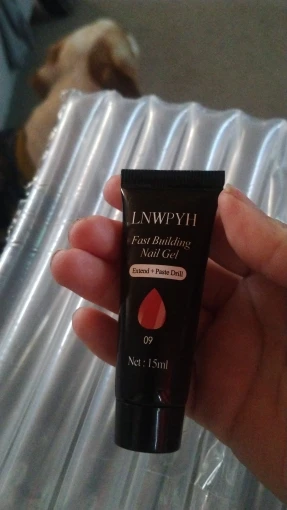 LNWPYH
Fast Building
Nail Gel
Extend + Paste Drill
09
Net : 15ml